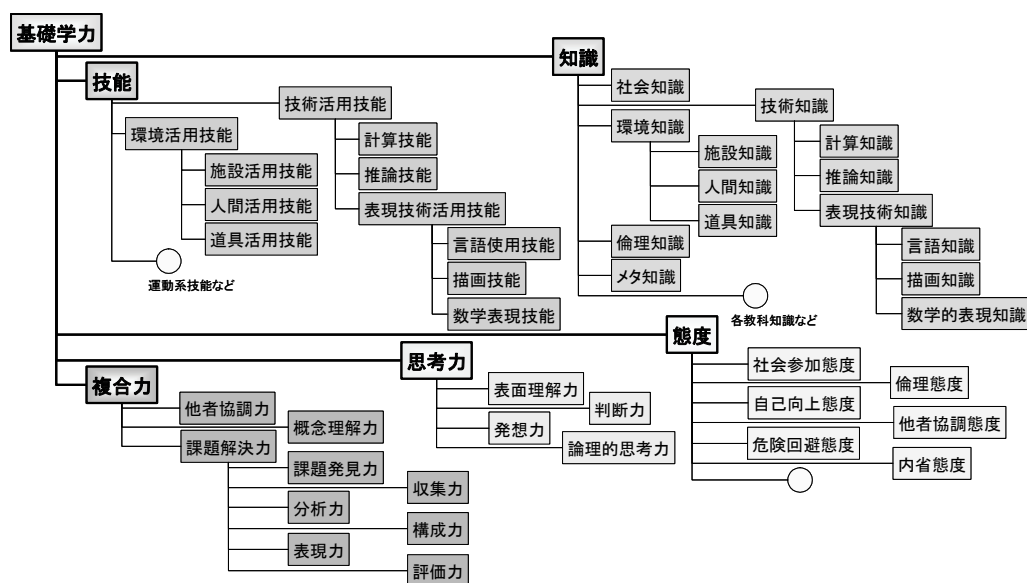 基礎学力
技能
技術活用技能
環境活用技能
計算技能
施設活用技能
推論技能
人間活用技能
表現技術活用技能
道具活用技能
言語使用技能
描画技能
数学表現技能
運動系技能など
知識
社会知識
技術知識
環境知識
計算知識
施設知識
推論知識
人間知識
表現技術知識
道具知識
倫理知識
言語知識
メタ知識
描画知識
数学的表現知識
各教科知識など
態度
社会参加態度
倫理態度
自己向上態度
他者協調態度
危険回避態度
内省態度
思考力
表面理解力
判断力
発想力
論理的思考力
複合力
他者協調力
概念理解力
課題解決力
課題発見力
収集力
分析力
構成力
表現力
評価力